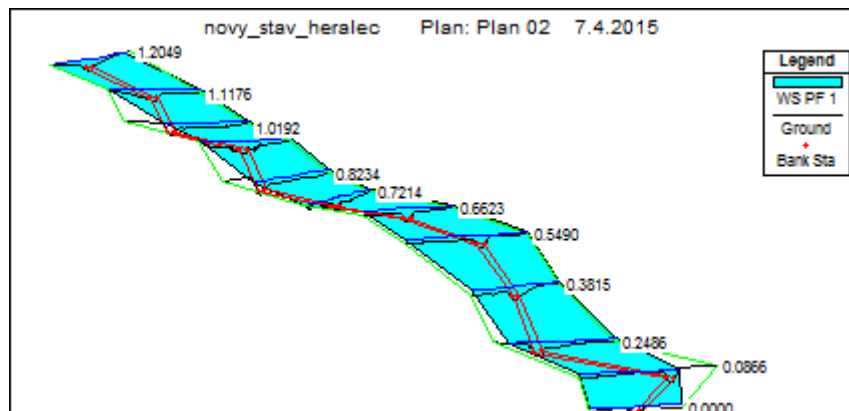 novy_stav_heralec Plan: Plan 02 7.4.2015
1.2049
Legend
WS PF 1
Ground
Bank Sta
1.1176
1.0192
0.8234
0.7214
0.6623
0.5490
0.3815
0.2486
0.0866
0.0000